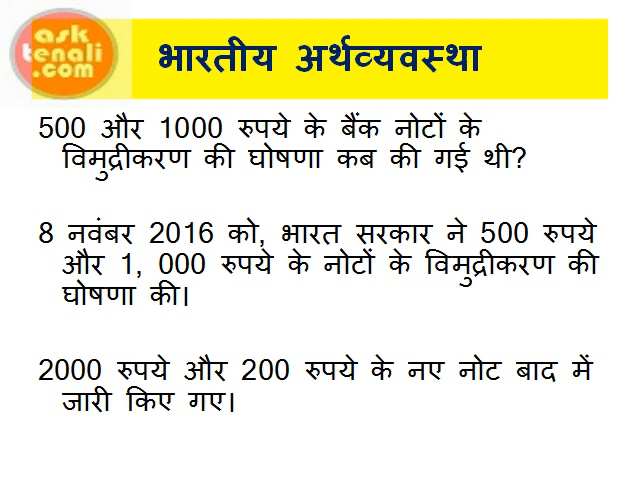 ask
tenali
.com
भारतीय अर्थव्यवस्था
500 और 1000 रुपये के बैंक नोटों के
विमुद्रीकरण की घोषणा कब की गई थी?
8 नवंबर 2016 को, भारत सरकार ने 500 रुपये
और 1, 000 रुपये के नोटों के विमुद्रीकरण की
घोषणा की।
2000 रुपये और 200 रुपये के नए नोट बाद में
जारी किए गए।